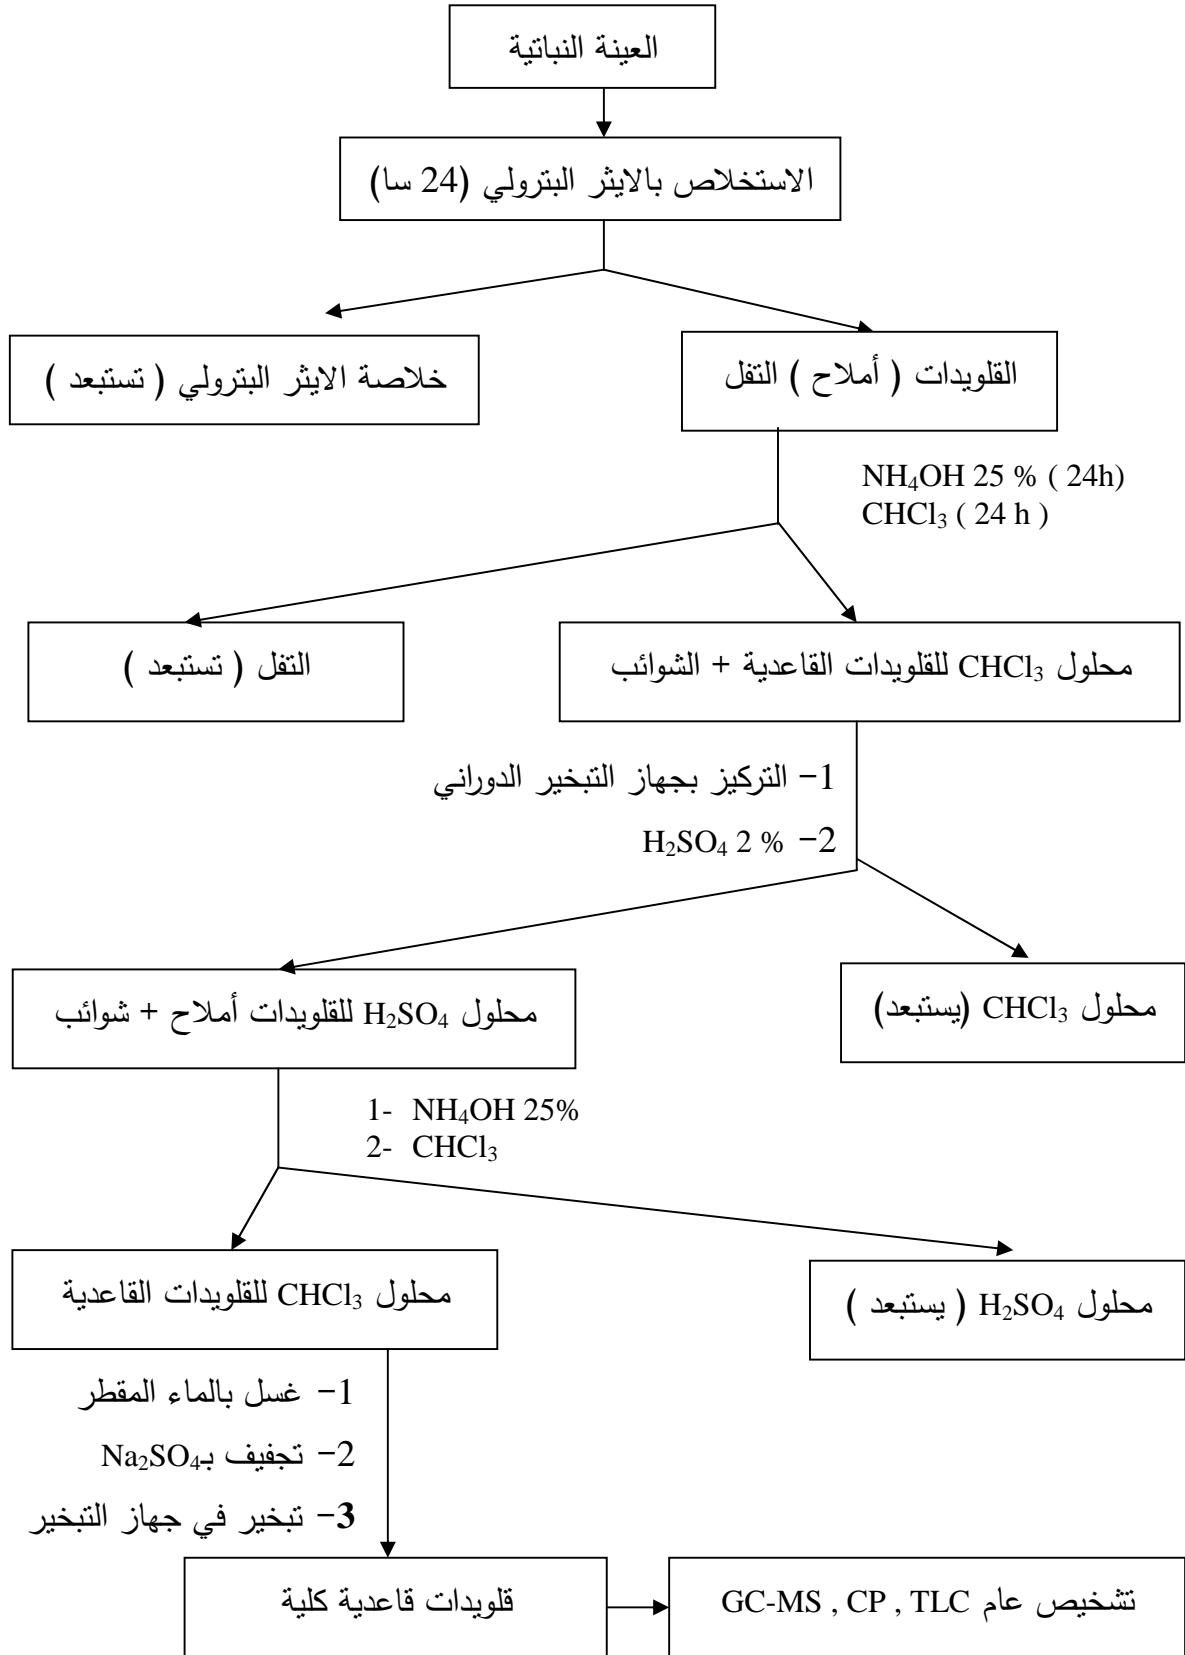 العينة النباتية
الاستخلاص بالايثر البترولي (24 سا)
القلويدات ( أملاح ) التفل
خلاصة الايثر البترولي ( تستبعد )
NH₄OH 25 % ( 24h)
CHCl₃ ( 24 h )
محلول CHCl₃ للقلويدات القاعدية + الشوائب
التفل ( تستبعد )
1- التركيز بجهاز التبخير الدوراني
2- H₂SO₄ 2 %
محلول CHCl₃ (يستبعد)
محلول H₂SO₄ للقلويدات أملاح + شوائب
1- NH₄OH 25%
2- CHCl₃
محلول CHCl₃ للقلويدات القاعدية
محلول H₂SO₄ ( يستبعد )
1- غسل بالماء المقطر
2- تجفيف بـNa₂SO₄
3- تبخير في جهاز التبخير
قلويدات قاعدية كلية
تشخيص عام GC-MS , CP , TLC